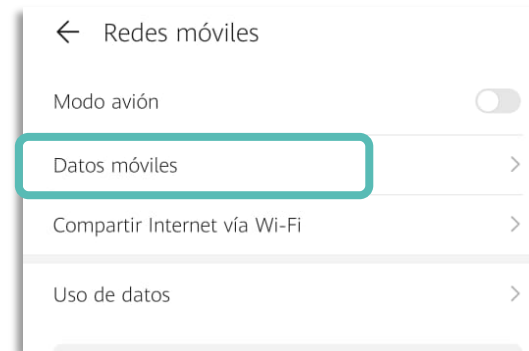 Redes móviles
Modo avión
Datos móviles
Compartir Internet vía Wi-Fi
Uso de datos